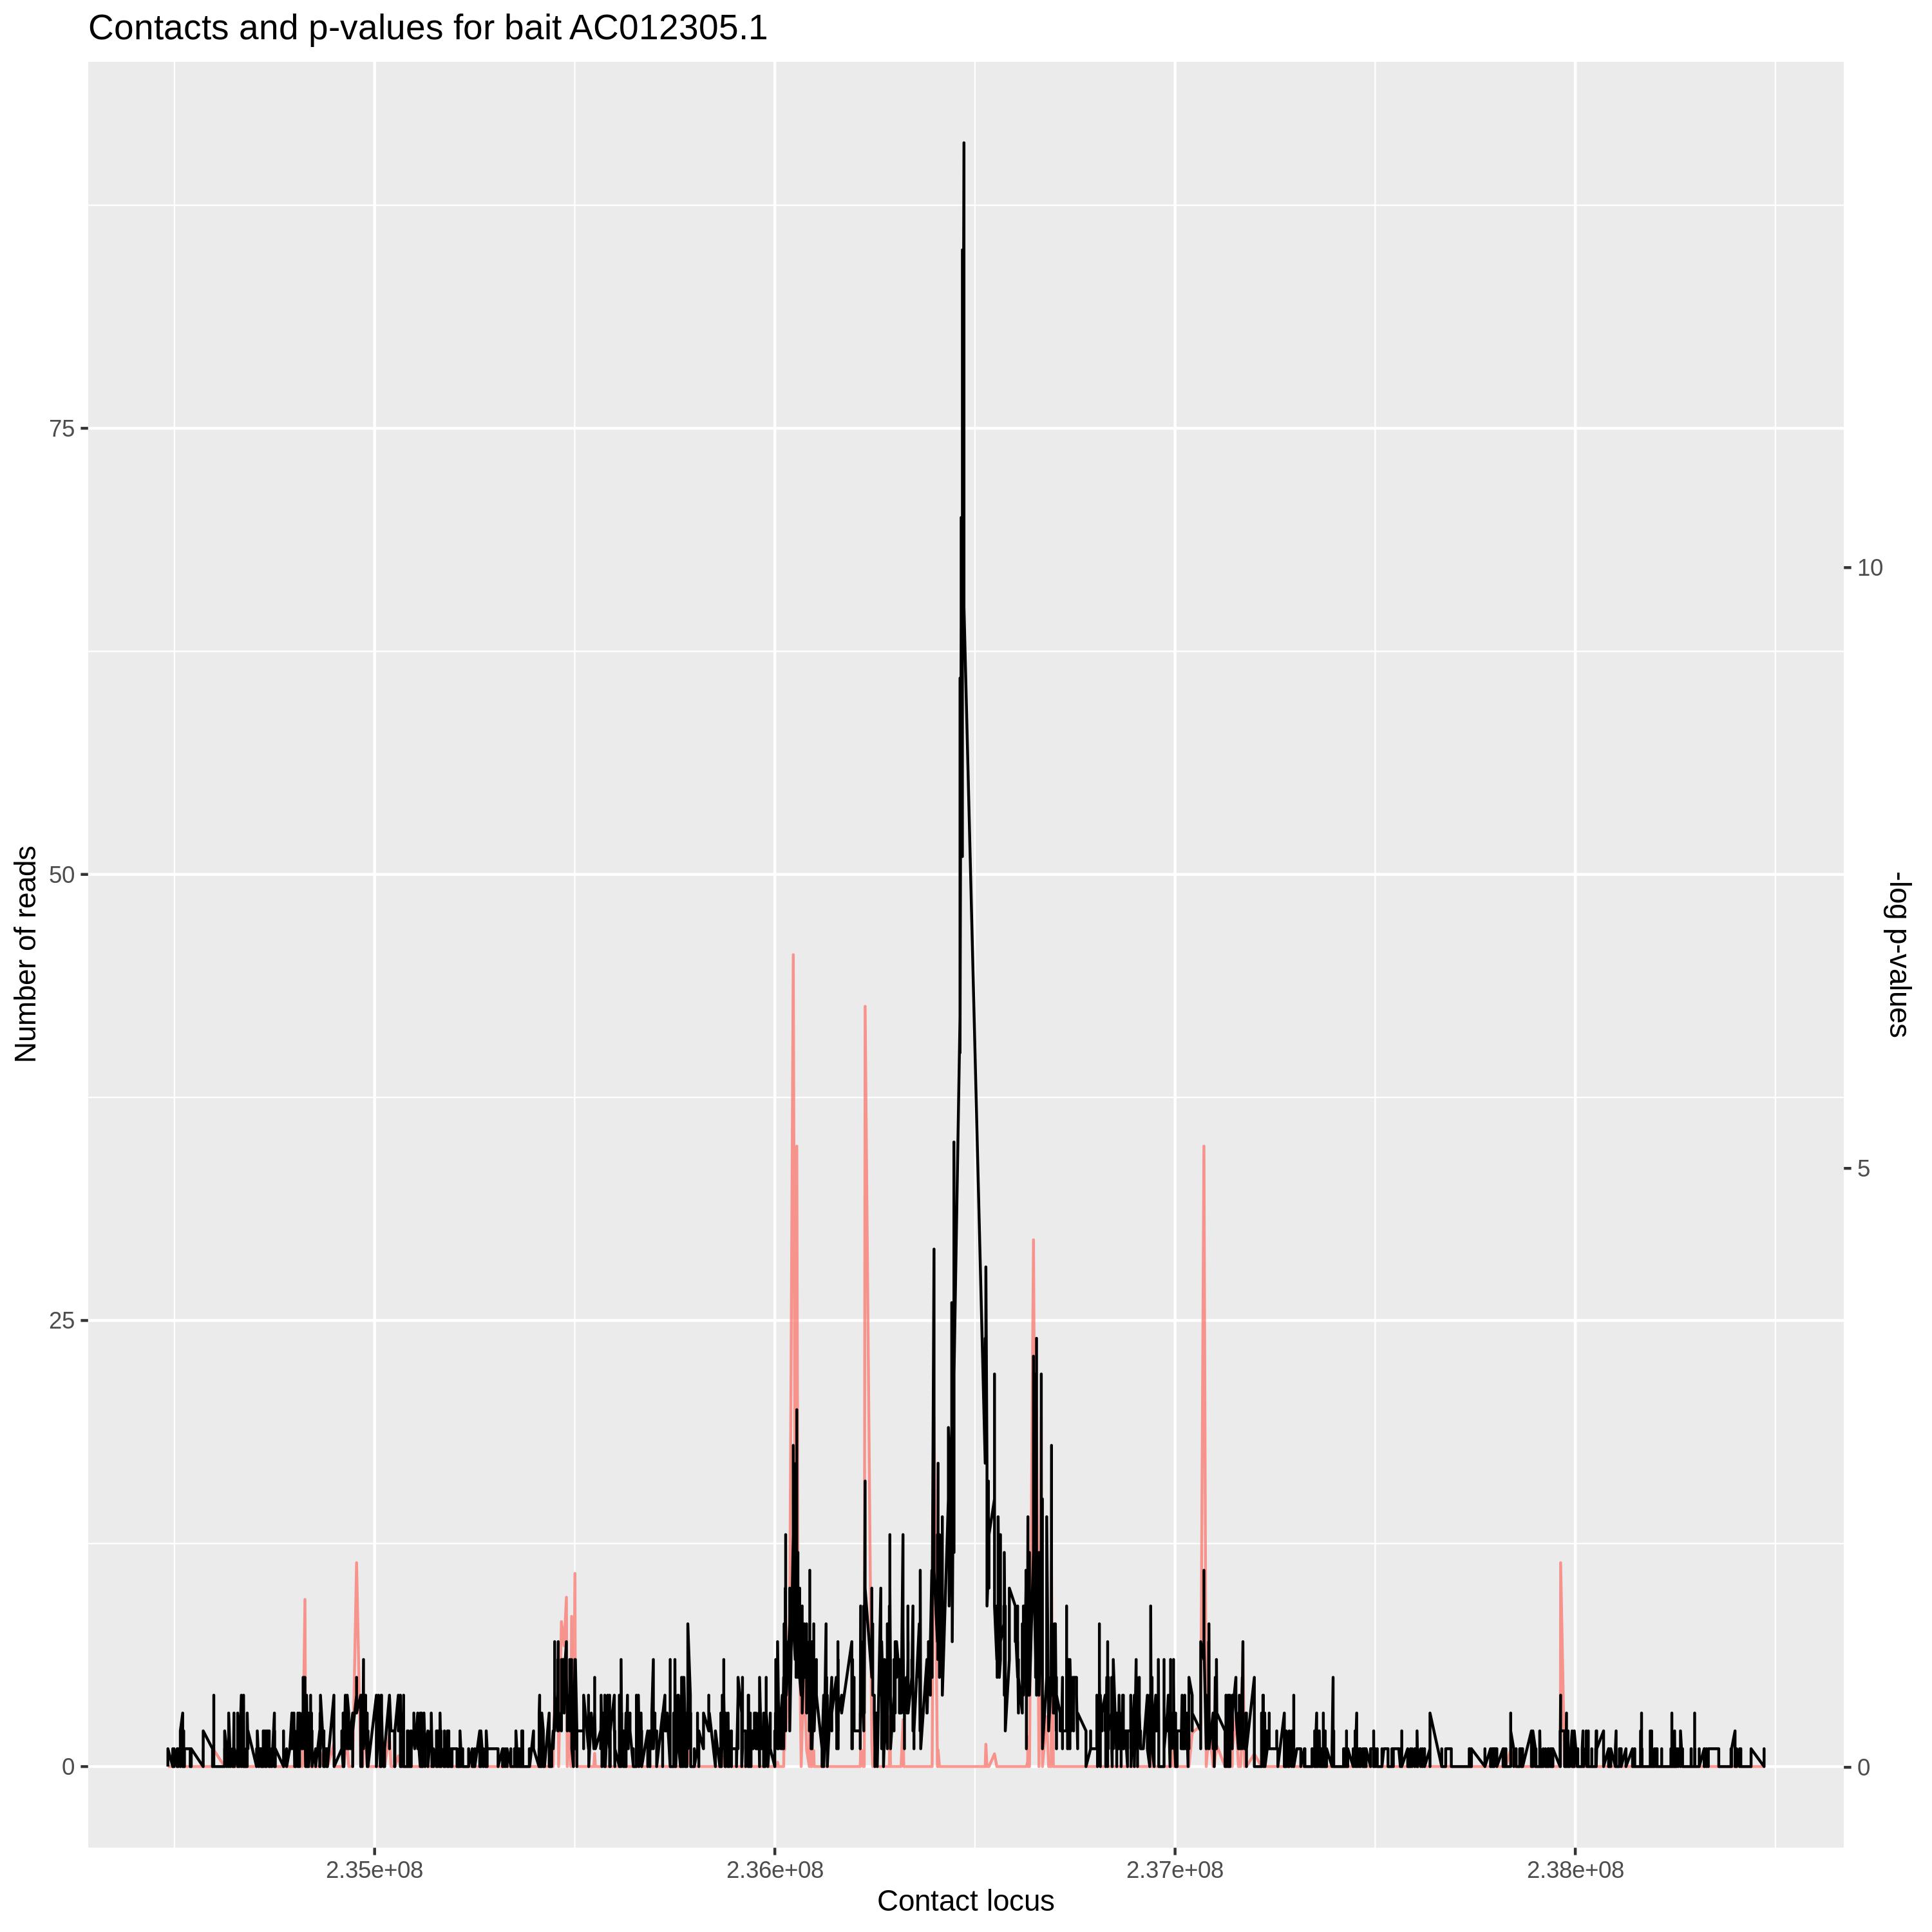 Contacts and p-values for bait AC012305.1
Number of reads
75
50
25
0
10
5
0
-log p-values
2.35e+08 2.36e+08 2.37e+08 2.38e+08
Contact locus